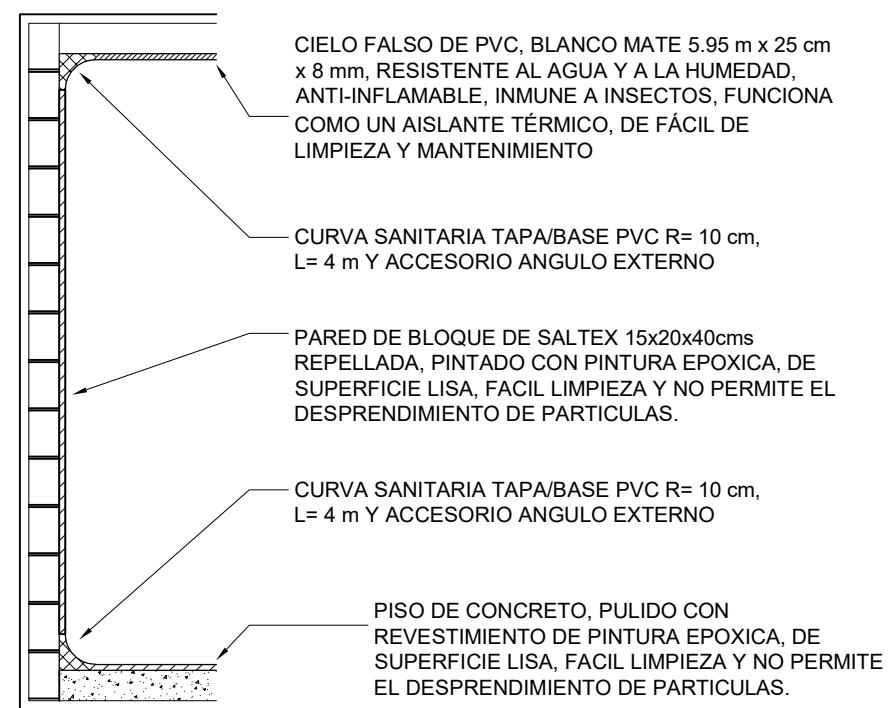 CIELO FALSO DE PVC, BLANCO MATE 5.95 m x 25 cm
x 8 mm, RESISTENTE AL AGUA Y A LA HUMEDAD,
ANTI-INFLAMABLE, INMUNE A INSECTOS, FUNCIONA
COMO UN AISLANTE TÉRMICO, DE FÁCIL DE
LIMPIEZA Y MANTENIMIENTO
CURVA SANITARIA TAPA/BASE PVC R= 10 cm,
L= 4 m Y ACCESORIO ANGULO EXTERNO
PARED DE BLOQUE DE SALTEX 15x20x40cms
REPELLADA, PINTADO CON PINTURA EPOXICA, DE
SUPERFICIE LISA, FACIL LIMPIEZA Y NO PERMITE EL
DESPRENDIMIENTO DE PARTICULAS.
CURVA SANITARIA TAPA/BASE PVC R= 10 cm,
L= 4 m Y ACCESORIO ANGULO EXTERNO
PISO DE CONCRETO, PULIDO CON
REVESTIMIENTO DE PINTURA EPOXICA, DE
SUPERFICIE LISA, FACIL LIMPIEZA Y NO PERMITE
EL DESPRENDIMIENTO DE PARTICULAS.